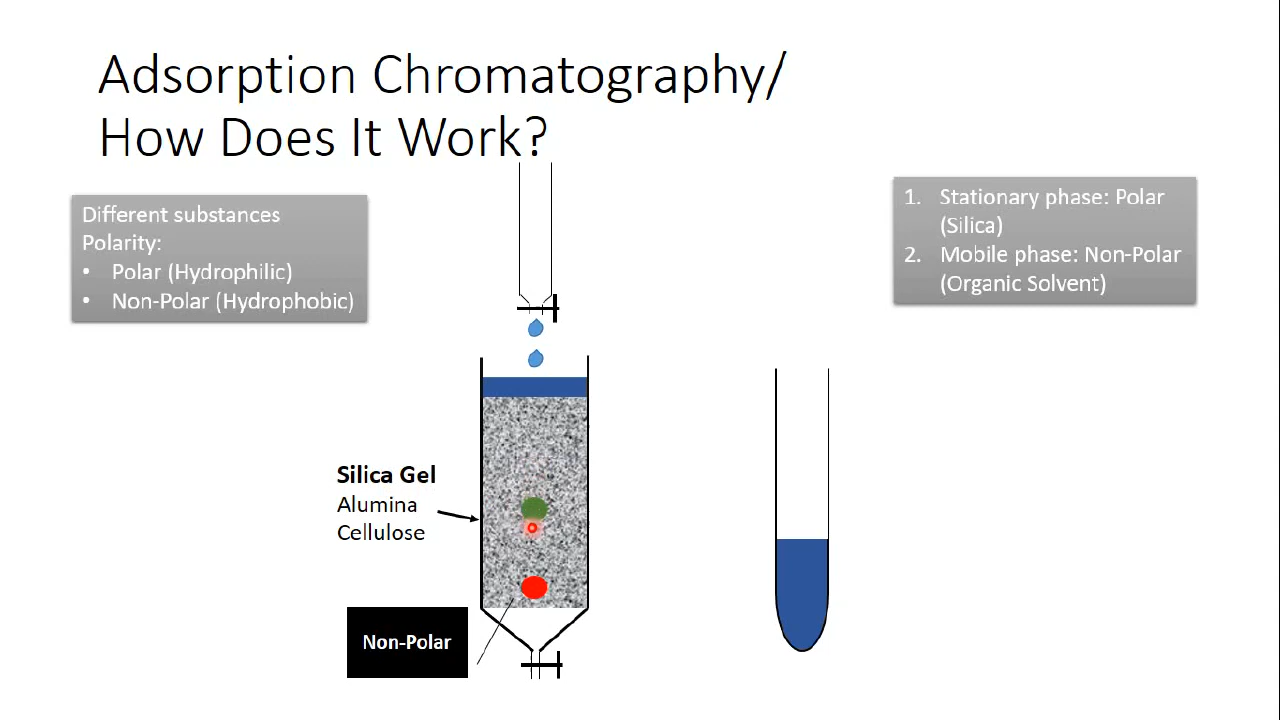 Adsorption Chromatography/
How Does It Work?
Different substances
Polarity:
• Polar (Hydrophilic)
• Non-Polar (Hydrophobic)
1. Stationary phase: Polar
(Silica)
2. Mobile phase: Non-Polar
(Organic Solvent)
Silica Gel
Alumina
Cellulose
Non-Polar